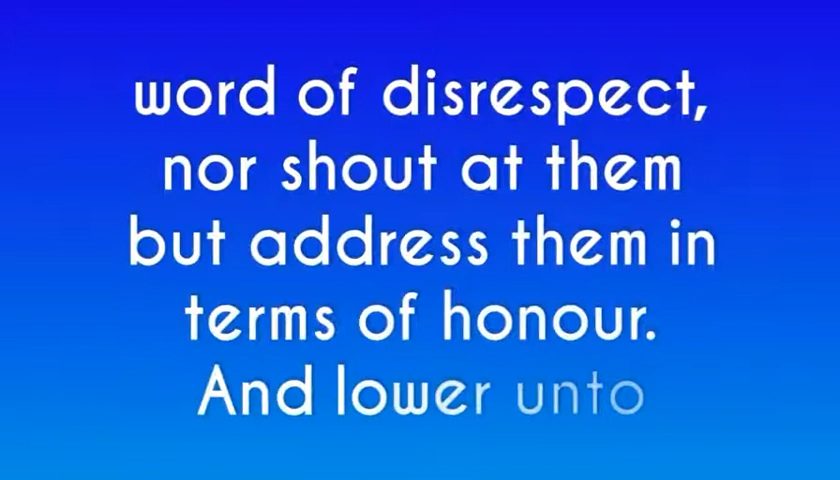 word of disrespect,
nor shout at them
but address them in
terms of honour.
And lower unto